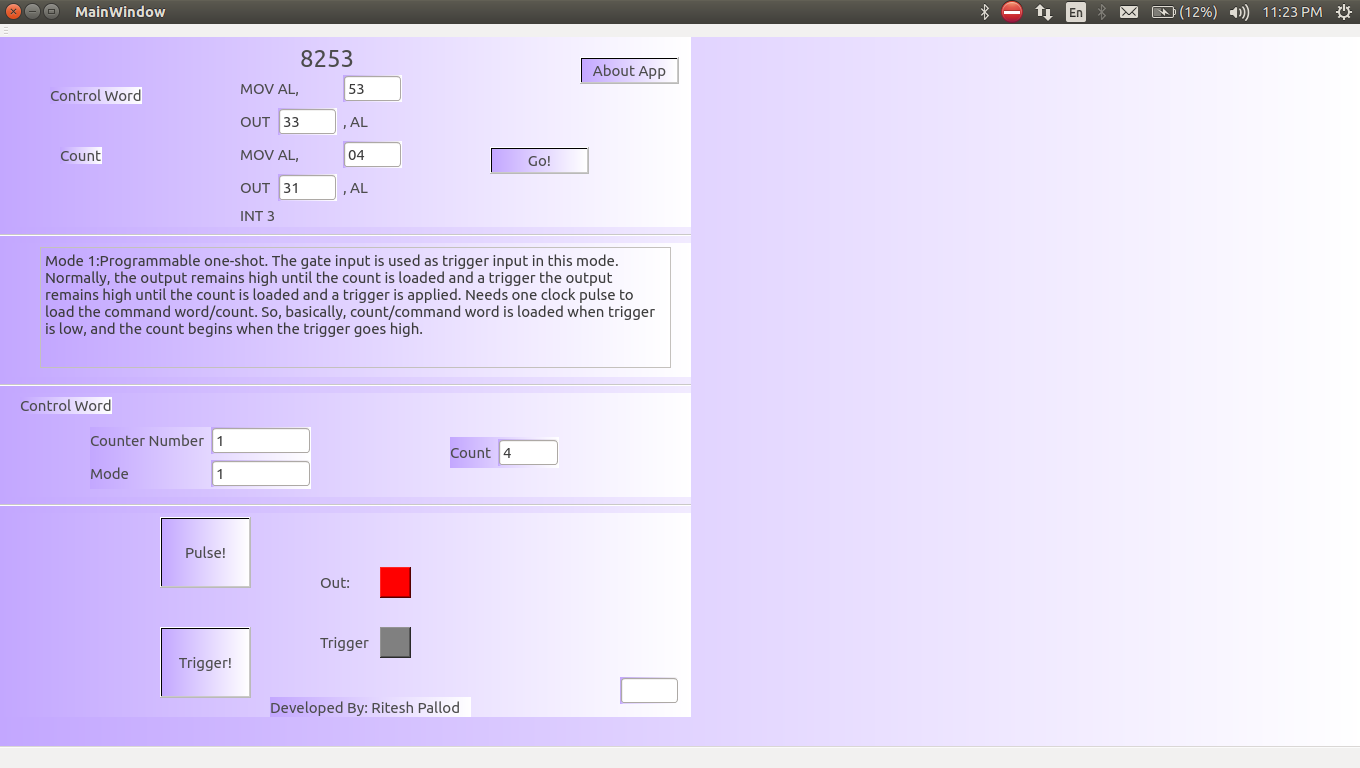 MainWindow
En
(12%)
11:23 PM
8253
About App
Control Word
MOV AL, 53
OUT 33 , AL
Count
MOV AL, 04
Go!
OUT 31 , AL
INT 3
Mode 1:Programmable one-shot. The gate input is used as trigger input in this mode.
Normally, the output remains high until the count is loaded and a trigger the output
remains high until the count is loaded and a trigger is applied. Needs one clock pulse to
load the command word/count. So, basically, count/command word is loaded when trigger
is low, and the count begins when the trigger goes high.
Control Word
Counter Number 1
Count 4
Mode 1
Pulse!
Out:
Trigger
Trigger!
Developed By: Ritesh Pallod